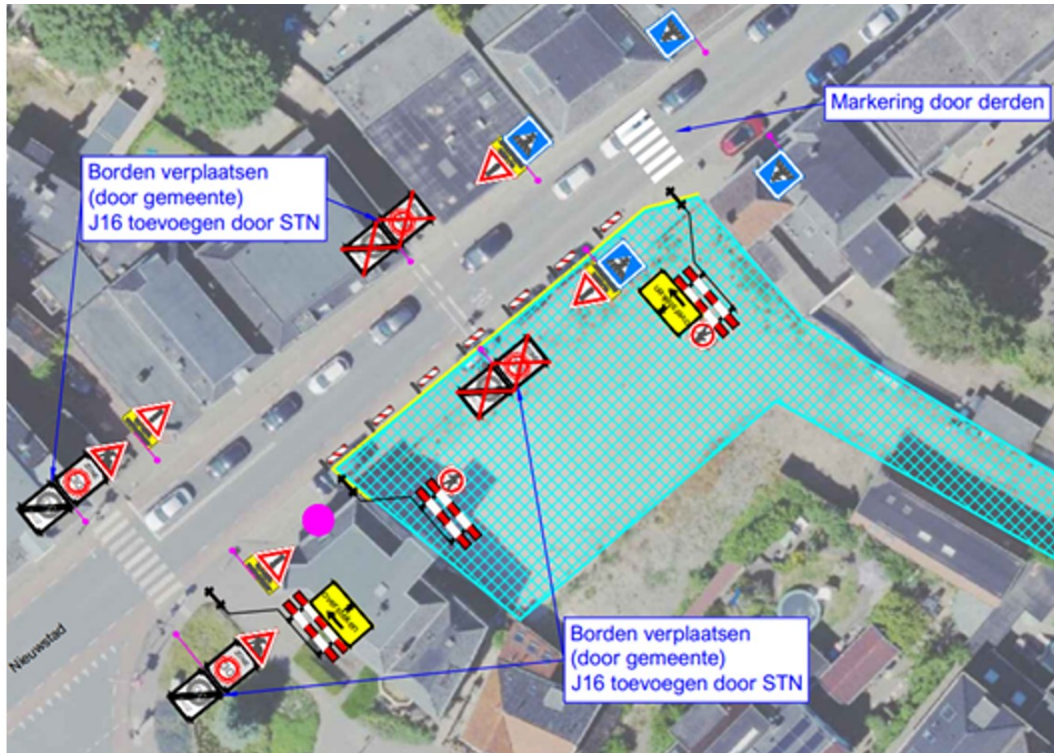 Markering door derden
Borden verplaatsen
(door gemeente)
J16 toevoegen door STN
Oversteken
Nieuwstad
Borden verplaatsen
(door gemeente)
J16 toevoegen door STN